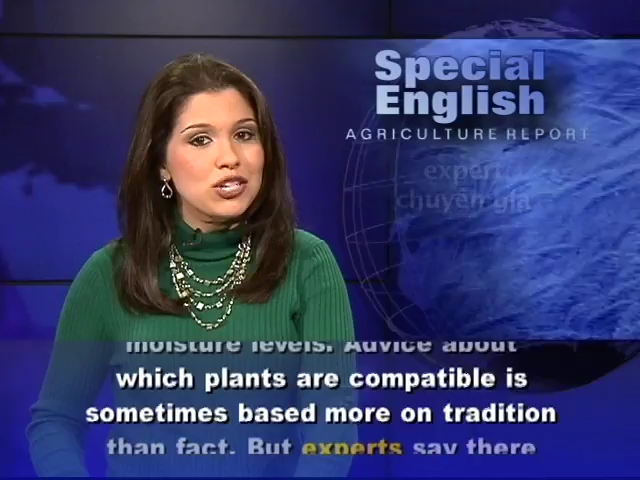 Special
English
AGRICULTURE REPORT
expert
chuyên gia
moisture levels. Advice about
which plants are compatible is
sometimes based more on tradition
than fact. But experts say there